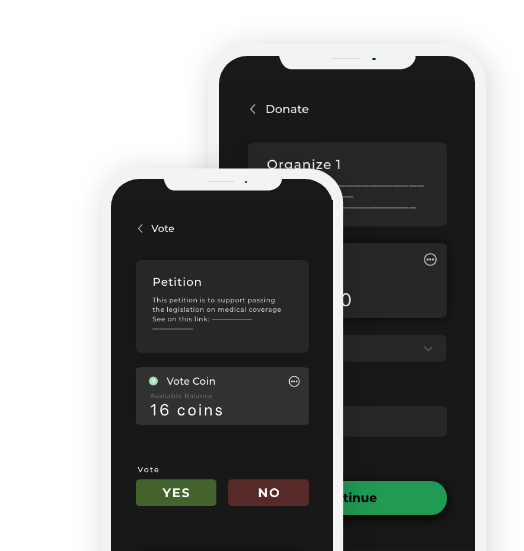 Donate
Organize 1
0
tinue
Vote
Petition
This petition is to support passing
the legislation on medical coverage
See on this link:
Vote Coin
Available Balance
16 coins
Vote
YES NO